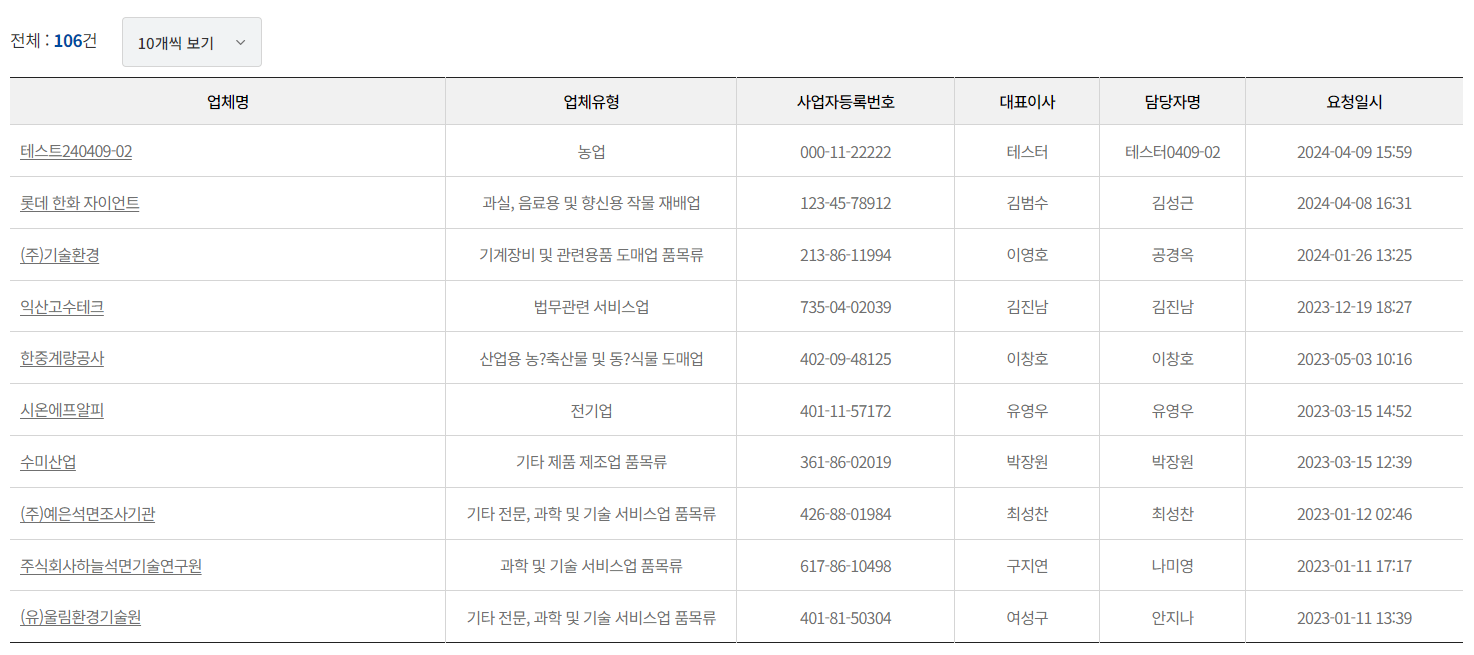 전체 : 106건 10개씩 보기
업체명 업체유형 사업자등록번호 대표이사 담당자명 요청일시
테스트240409-02 농업 000-11-22222 테스터 테스터0409-02 2024-04-09 15:59
롯데 한화 자이언트 과실, 음료용 및 향신용 작물 재배업 123-45-78912 김범수 김성근 2024-04-08 16:31
(주)기술환경 기계장비 및 관련용품 도매업 품목류 213-86-11994 이영호 공경옥 2024-01-26 13:25
익산고수테크 법무관련 서비스업 735-04-02039 김진남 김진남 2023-12-19 18:27
한중계량공사 산업용 농?축산물 및 동?식물 도매업 402-09-48125 이창호 이창호 2023-05-03 10:16
시온에프알피 전기업 401-11-57172 유영우 유영우 2023-03-15 14:52
수미산업 기타 제품 제조업 품목류 361-86-02019 박장원 박장원 2023-03-15 12:39
(주)예은석면조사기관 기타 전문, 과학 및 기술 서비스업 품목류 426-88-01984 최성찬 최성찬 2023-01-12 02:46
주식회사하늘석면기술연구원 과학 및 기술 서비스업 품목류 617-86-10498 구지연 나미영 2023-01-11 17:17
(유)울림환경기술원 기타 전문, 과학 및 기술 서비스업 품목류 401-81-50304 여성구 안지나 2023-01-11 13:39